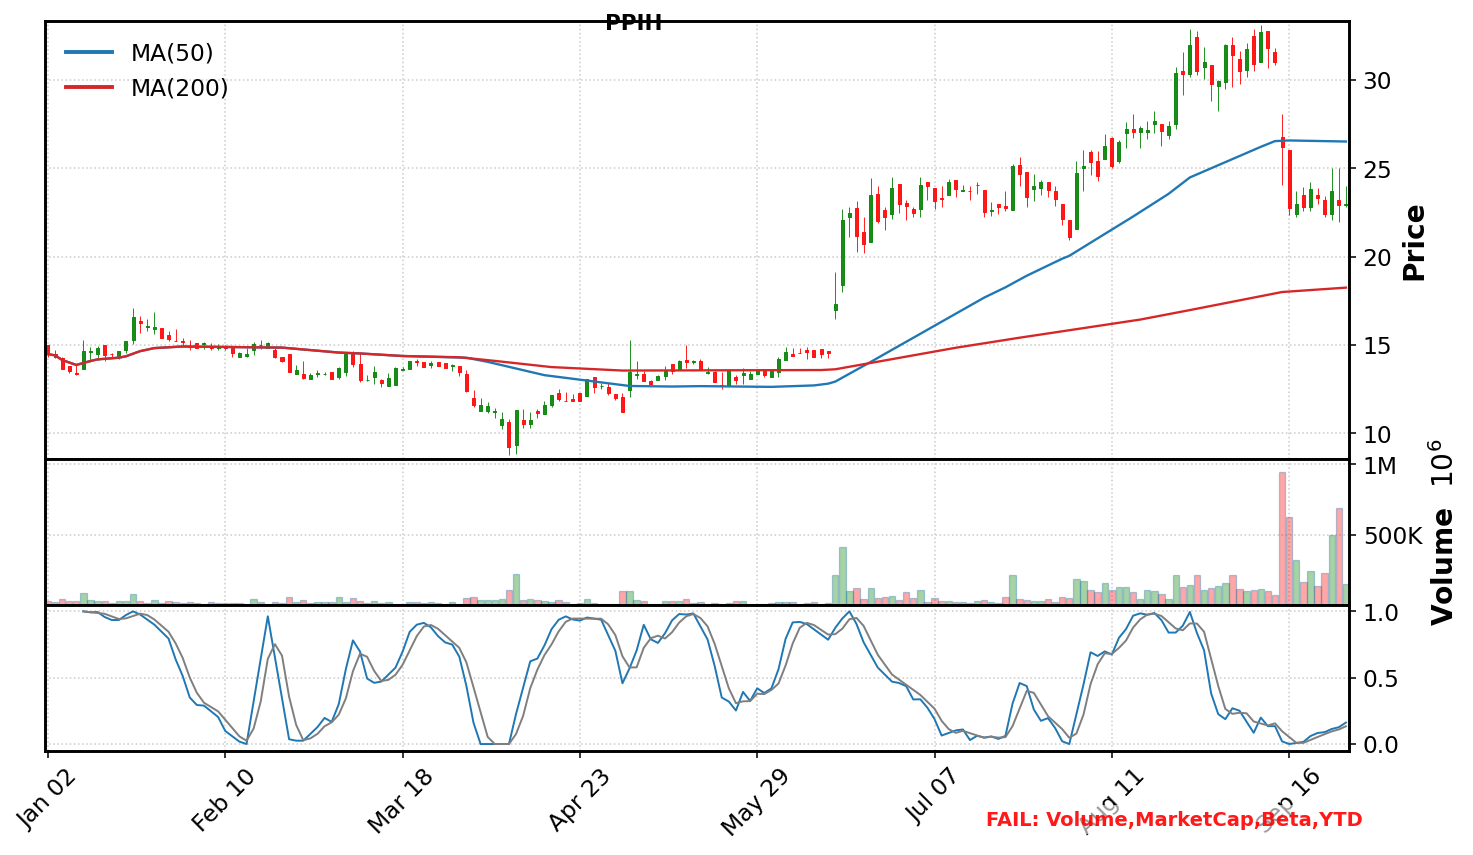 PPIH
MA(50)
MA(200)
30
25
20
15
10
Price
1M
500K
Volume 10^6
1.0
0.5
0.0
Jan 02
Feb 10
Mar 18
Apr 23
May 29
Jul 07
Aug 11
Sep 16
FAIL: Volume,MarketCap,Beta,YTD